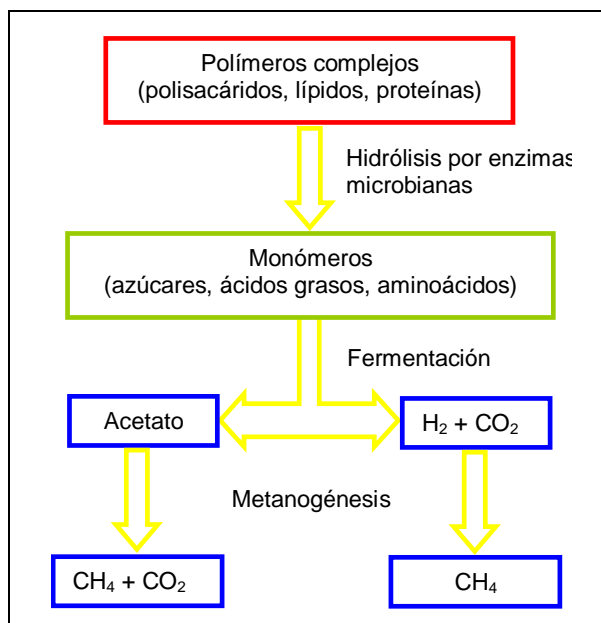 Polímeros complejos
(polisacáridos, lípidos, proteínas)
Hidrólisis por enzimas
microbianas
Monómeros
(azúcares, ácidos grasos, aminoácidos)
Fermentación
Acetato
H₂ + CO₂
Metanogénesis
CH₄ + CO₂
CH₄